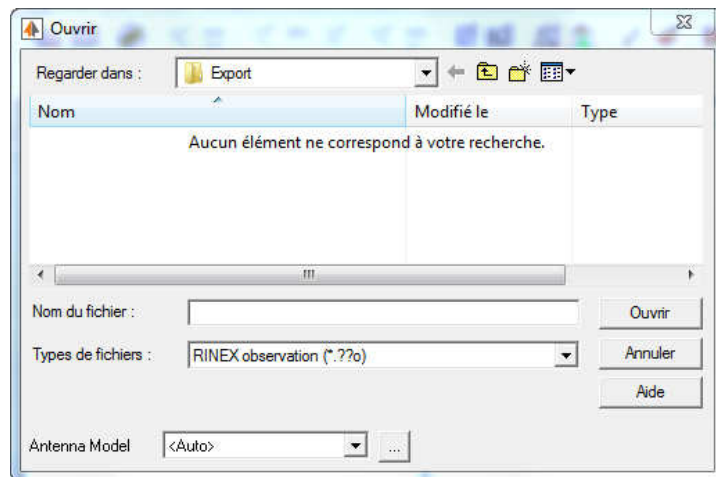 Ouvrir
Regarder dans :
Export
Nom
Modifié le
Type
Aucun élément ne correspond à votre recherche.
Nom du fichier :
Ouvrir
Types de fichiers :
RINEX observation (*.??o)
Annuler
Aide
Antenna Model
<Auto>
...